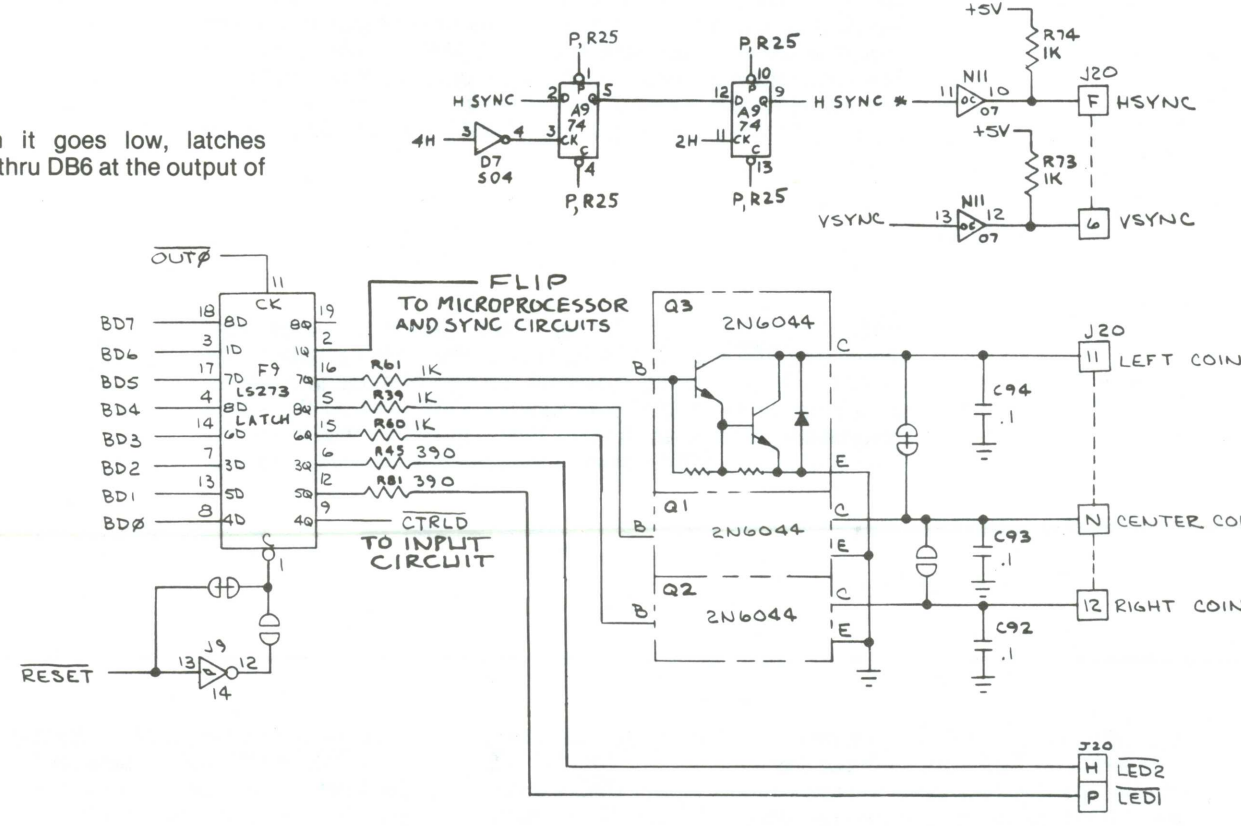 n it goes low, latches
thru DB6 at the output of
P, R25
P, R25
H SYNC
2
D
P
1
5
Q
A9
74
3
CK
C
4
P, R25
4H
3
4
D7
S04
12
D
10
9
Q
A9
74
2H
11
CK
C
13
P, R25
H SYNC *
11
N11
10
OC
07
+5V
R74
1K
J20
F
HSYNC
+5V
R73
1K
VSYNC
13
N11
12
OC
07
6
VSYNC
OUTØ
11
CK
BD7 18 8D 8Q 19
BD6 3 1D 1Q 2
BD5 17 7D 7Q 16 R61 1K
BD4 4 8D 8Q 5 R39 1K
BD3 14 6D 6Q 15 R60 1K
BD2 7 3D 3Q 6 R45 390
BD1 13 5D 5Q 12 R81 390
BDØ 8 4D 4Q 9 CTRLD
F9
LS273
LATCH
C
1
FLIP
TO MICROPROCESSOR
AND SYNC CIRCUITS
TO INPUT
CIRCUIT
RESET
13
J9
12
14
Q3
2N6044
B
C
E
Q1
2N6044
B
C
E
Q2
2N6044
B
C
E
J20
11
LEFT COIN
C94
.1
N
CENTER CO
C93
.1
12
RIGHT COIN
C92
.1
J20
H
LED2
P
LED1